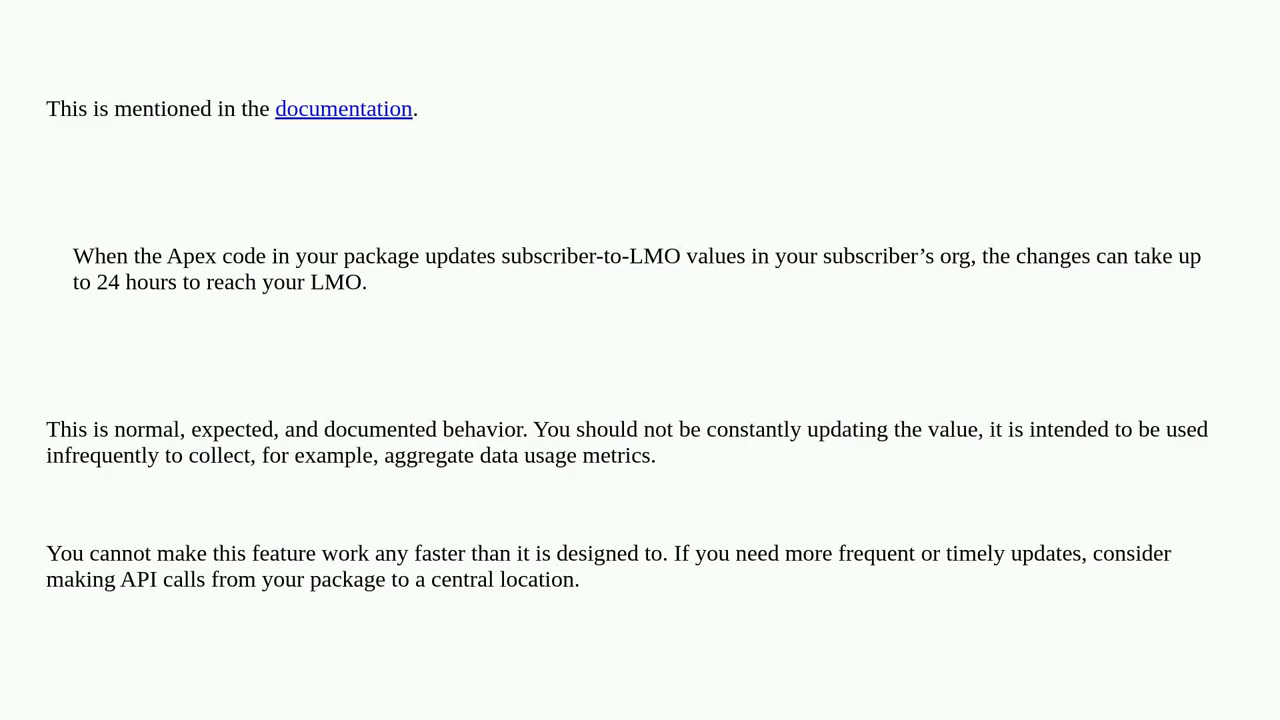 This is mentioned in the documentation.
When the Apex code in your package updates subscriber-to-LMO values in your subscriber’s org, the changes can take up
to 24 hours to reach your LMO.
This is normal, expected, and documented behavior. You should not be constantly updating the value, it is intended to be used
infrequently to collect, for example, aggregate data usage metrics.
You cannot make this feature work any faster than it is designed to. If you need more frequent or timely updates, consider
making API calls from your package to a central location.